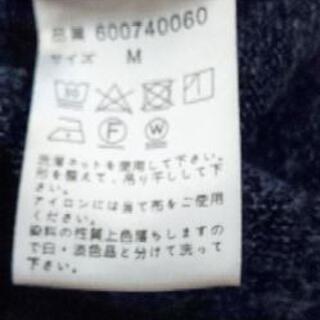 品番 600740060
サイズ M
F W
洗濯ネットを使用して下さい。
形を整えて、吊り干しして下さい。
アイロンには当て布をご使用下さい。
染料の性質上色落ちしますので白・淡色品と分けて洗って下さい。